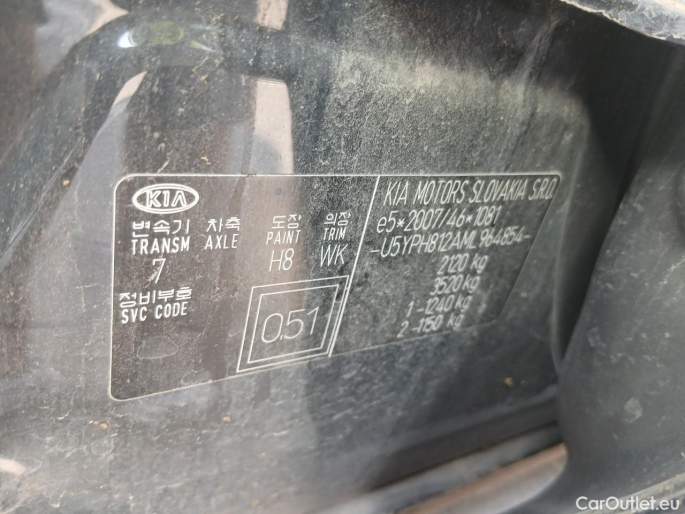 KIA
변속기 차축 도장 의장
TRANSM AXLE PAINT TRIM
7 H8 WK
정비부호
SVC CODE
0.51
KIA MOTORS SLOVAKIA S.R.O.
e5*2007/46*1081
-U5YPH812AML964854-
2120 kg
3520 kg
1-1240 kg
2-1150 kg
CarOutlet.eu